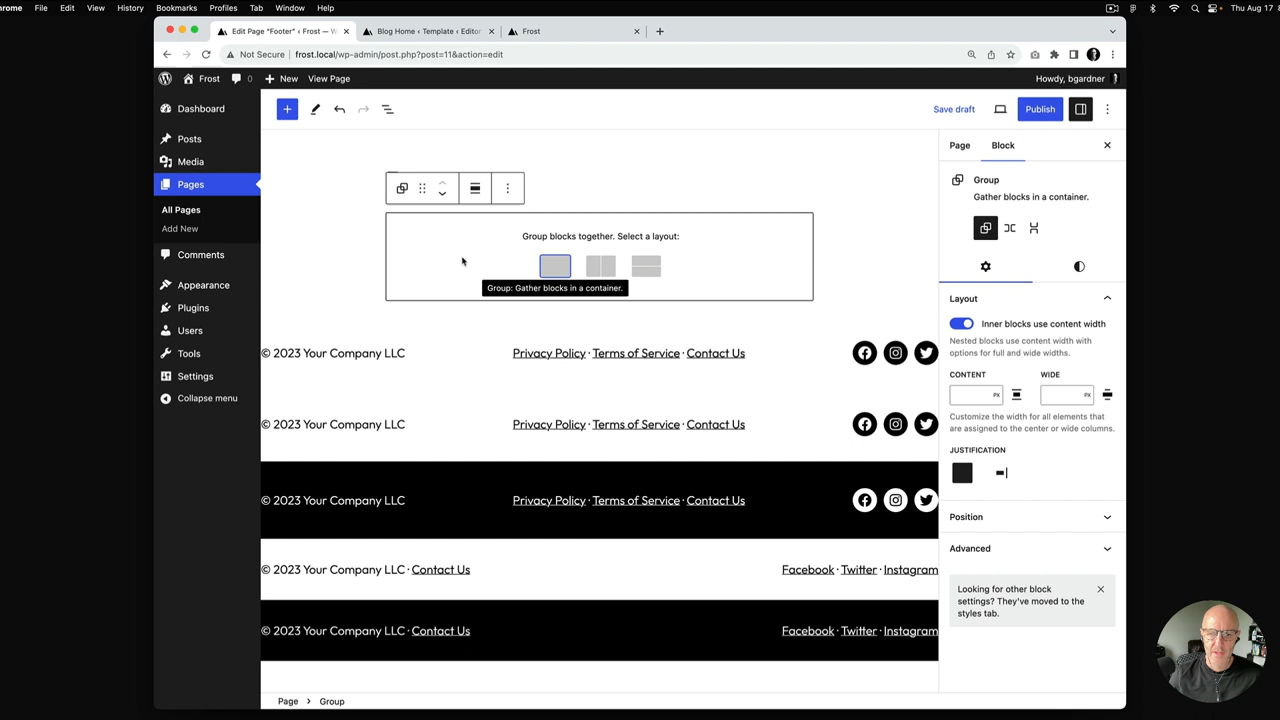 hrome File Edit View History Bookmarks Profiles Tab Window Help Thu Aug 17 8
Edit Page "Footer" ‹ Frost — W Blog Home ‹ Template ‹ Editor Frost
Not Secure frost.local/wp-admin/post.php?post=11&action=edit
Frost 0 New View Page Howdy, bgardner
Dashboard
Posts
Media
Pages
All Pages
Add New
Comments
Appearance
Plugins
Users
Tools
Settings
Collapse menu
Save draft Publish
Group blocks together. Select a layout:
Group: Gather blocks in a container.
© 2023 Your Company LLC Privacy Policy · Terms of Service · Contact Us
© 2023 Your Company LLC Privacy Policy · Terms of Service · Contact Us
© 2023 Your Company LLC Privacy Policy · Terms of Service · Contact Us
© 2023 Your Company LLC · Contact Us Facebook · Twitter · Instagram
© 2023 Your Company LLC · Contact Us Facebook · Twitter · Instagram
Page Block
Group
Gather blocks in a container.
Layout
Inner blocks use content width
Nested blocks use content width with
options for full and wide widths.
CONTENT WIDE
PX PX
Customize the width for all elements that
are assigned to the center or wide columns.
JUSTIFICATION
Position
Advanced
Looking for other block
settings? They've moved to the
styles tab.
Page › Group